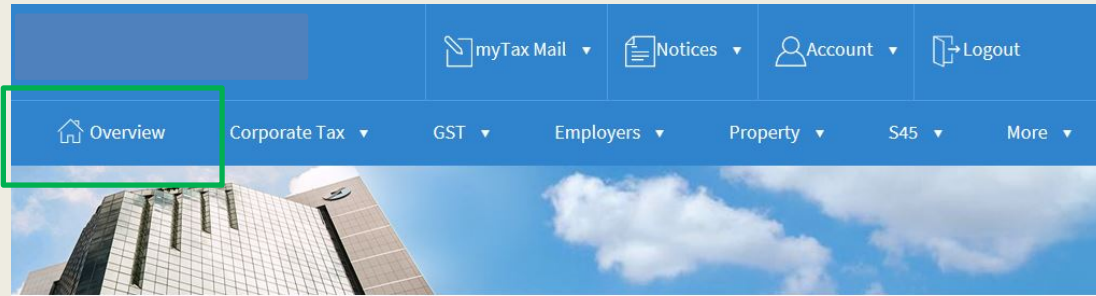 myTax Mail ▼ Notices ▼ Account ▼ Logout
Overview Corporate Tax ▼ GST ▼ Employers ▼ Property ▼ S45 ▼ More ▼